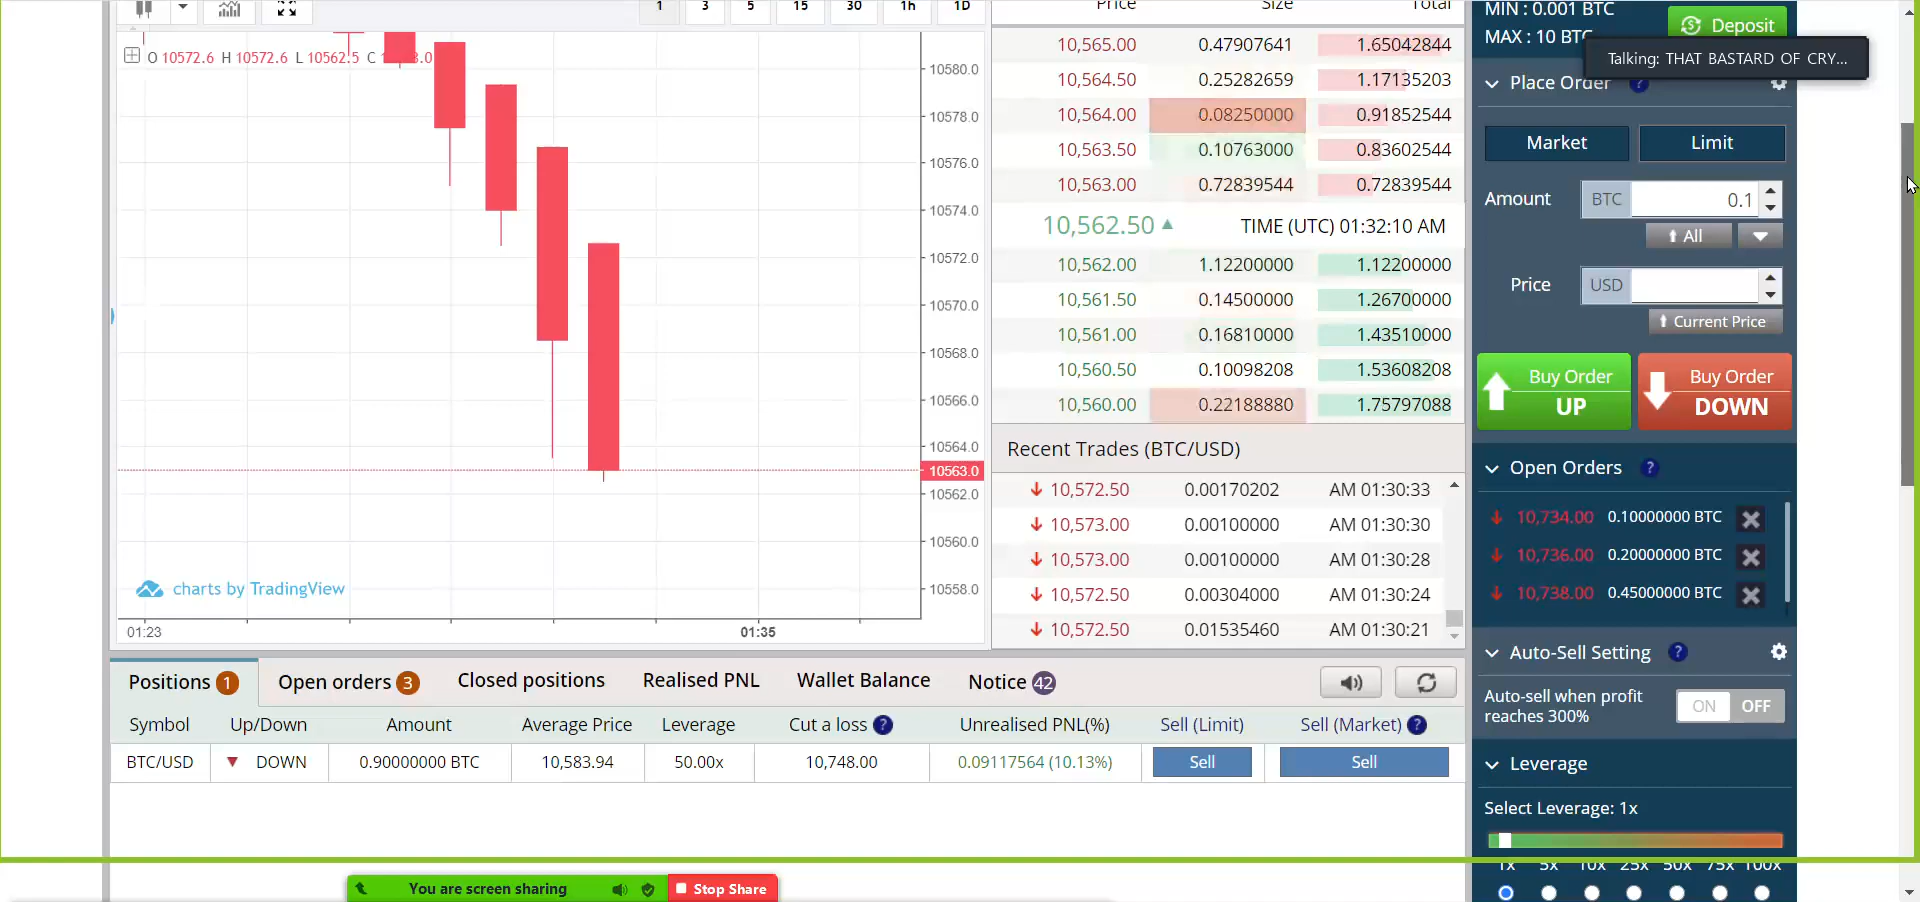 1 3 5 15 30 1h 1D
O 10572.6 H 10572.6 L 10562.5 C
10580.0
10578.0
10576.0
10574.0
10572.0
10570.0
10568.0
10566.0
10564.0
10563.0
10562.0
10560.0
10558.0
charts by TradingView
01:23 01:35
Price Size Total
10,565.00 0.47907641 1.65042844
10,564.50 0.25282659 1.17135203
10,564.00 0.08250000 0.91852544
10,563.50 0.10763000 0.83602544
10,563.00 0.72839544 0.72839544
10,562.50 TIME (UTC) 01:32:10 AM
10,562.00 1.12200000 1.12200000
10,561.50 0.14500000 1.26700000
10,561.00 0.16810000 1.43510000
10,560.50 0.10098208 1.53608208
10,560.00 0.22188880 1.75797088
Recent Trades (BTC/USD)
10,572.50 0.00170202 AM 01:30:33
10,573.00 0.00100000 AM 01:30:30
10,573.00 0.00100000 AM 01:30:28
10,572.50 0.00304000 AM 01:30:24
10,572.50 0.01535460 AM 01:30:21
MIN : 0.001 BTC
MAX : 10 BTC
Deposit
Talking: THAT BASTARD OF CRY...
Place Order ?
Market Limit
Amount BTC 0.1
All
Price USD
Current Price
Buy Order UP
Buy Order DOWN
Open Orders ?
10,734.00 0.10000000 BTC
10,736.00 0.20000000 BTC
10,738.00 0.45000000 BTC
Auto-Sell Setting ?
Auto-sell when profit
reaches 300%
ON OFF
Leverage
Select Leverage: 1x
1x 5x 10x 25x 50x 75x 100x
Positions 1 Open orders 3 Closed positions Realised PNL Wallet Balance Notice 42
Symbol Up/Down Amount Average Price Leverage Cut a loss ? Unrealised PNL(%) Sell (Limit) Sell (Market) ?
BTC/USD DOWN 0.90000000 BTC 10,583.94 50.00x 10,748.00 0.09117564 (10.13%) Sell Sell
You are screen sharing Stop Share